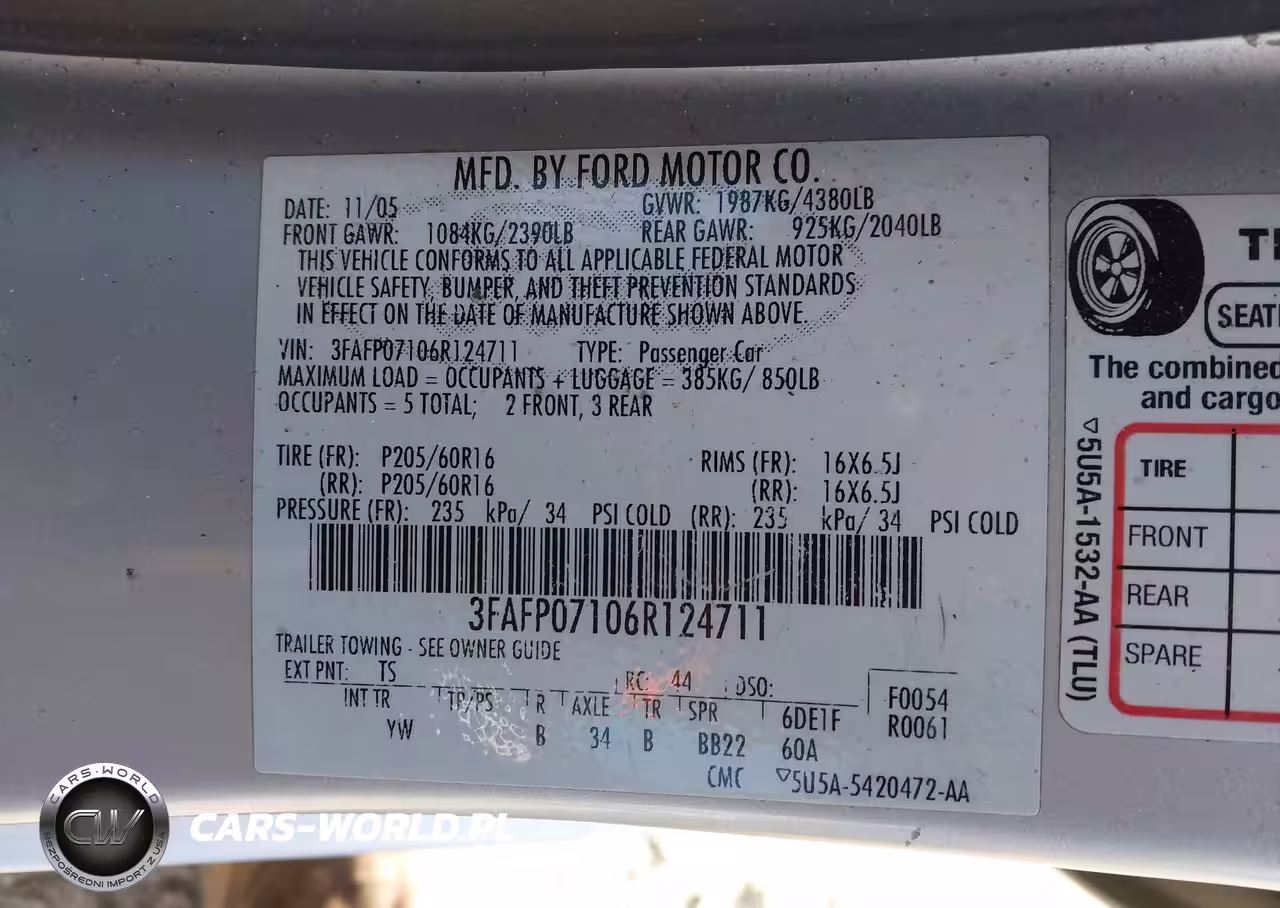 MFD. BY FORD MOTOR CO.
DATE: 11/05 GVWR: 1987KG/4380LB
FRONT GAWR: 1084KG/2390LB REAR GAWR: 925KG/2040LB
THIS VEHICLE CONFORMS TO ALL APPLICABLE FEDERAL MOTOR
VEHICLE SAFETY, BUMPER, AND THEFT PREVENTION STANDARDS
IN EFFECT ON THE DATE OF MANUFACTURE SHOWN ABOVE.
VIN: 3FAFP07106R124711 TYPE: Passenger Car
MAXIMUM LOAD = OCCUPANTS + LUGGAGE = 385KG/ 850LB
OCCUPANTS = 5 TOTAL; 2 FRONT, 3 REAR
TIRE (FR): P205/60R16 RIMS (FR): 16X6.5J
(RR): P205/60R16 (RR): 16X6.5J
PRESSURE (FR): 235 kPa/ 34 PSI COLD (RR): 235 kPa/ 34 PSI COLD
3FAFP07106R124711
TRAILER TOWING - SEE OWNER GUIDE
EXT PNT: TS RC: 44 DSO:
INT TR TP/PS R AXLE TR SPR 6DE1F F0054
R0061
YW B 34 B BB22 60A
CMC ▽5U5A-5420472-AA
SEAT
The combined
and cargo
▽5U5A-1532-AA (TLU)
TIRE
FRONT
REAR
SPARE
CARS-WORLD
CW
BEZPOŚREDNI IMPORT Z USA
CARS-WORLD.PL